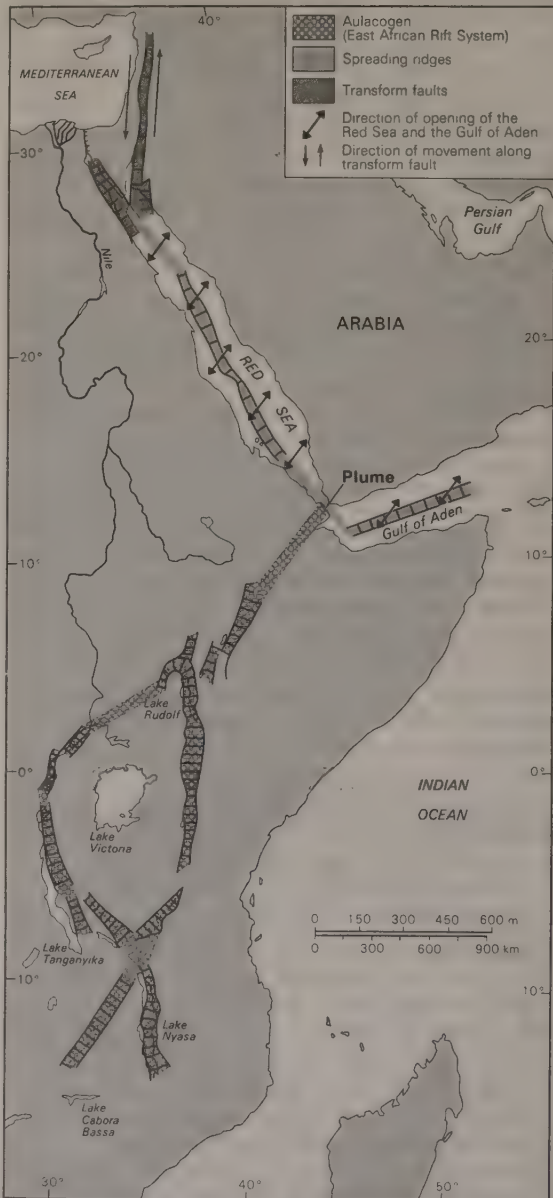 40°
Aulacogen
(East African Rift System)
Spreading ridges
Transform faults
Direction of opening of the
Red Sea and the Gulf of Aden
Direction of movement along
transform fault
MEDITERRANEAN
SEA
30°
Persian
Gulf
Nile
ARABIA
20°
20°
RED
SEA
Plume
Gulf of Aden
10°
10°
Lake
Rudolf
0°
0°
INDIAN
OCEAN
Lake
Victoria
0 150 300 450 600 m
0 300 600 900 km
Lake
Tanganyika
10°
10°
Lake
Nyasa
Lake
Cabora
Bassa
30°
40°
50°